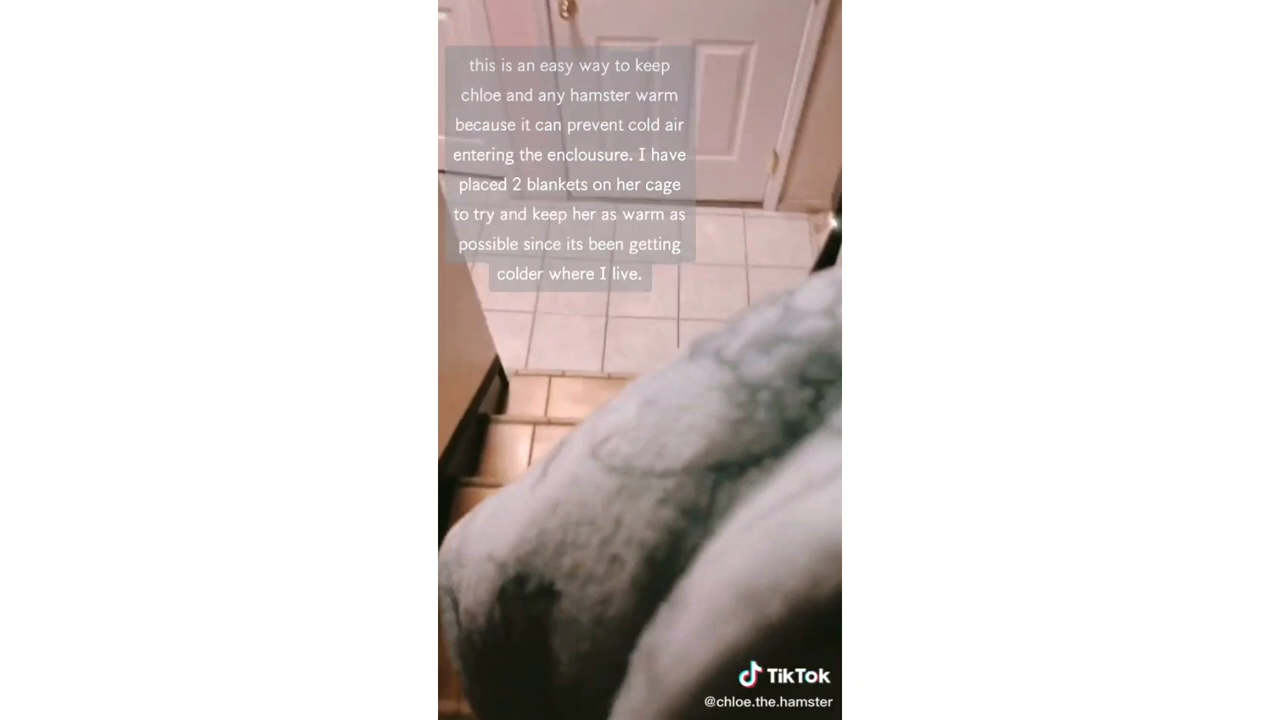 this is an easy way to keep
chloe and any hamster warm
because it can prevent cold air
entering the enclousure. I have
placed 2 blankets on her cage
to try and keep her as warm as
possible since its been getting
colder where I live.
TikTok
@chloe.the.hamster